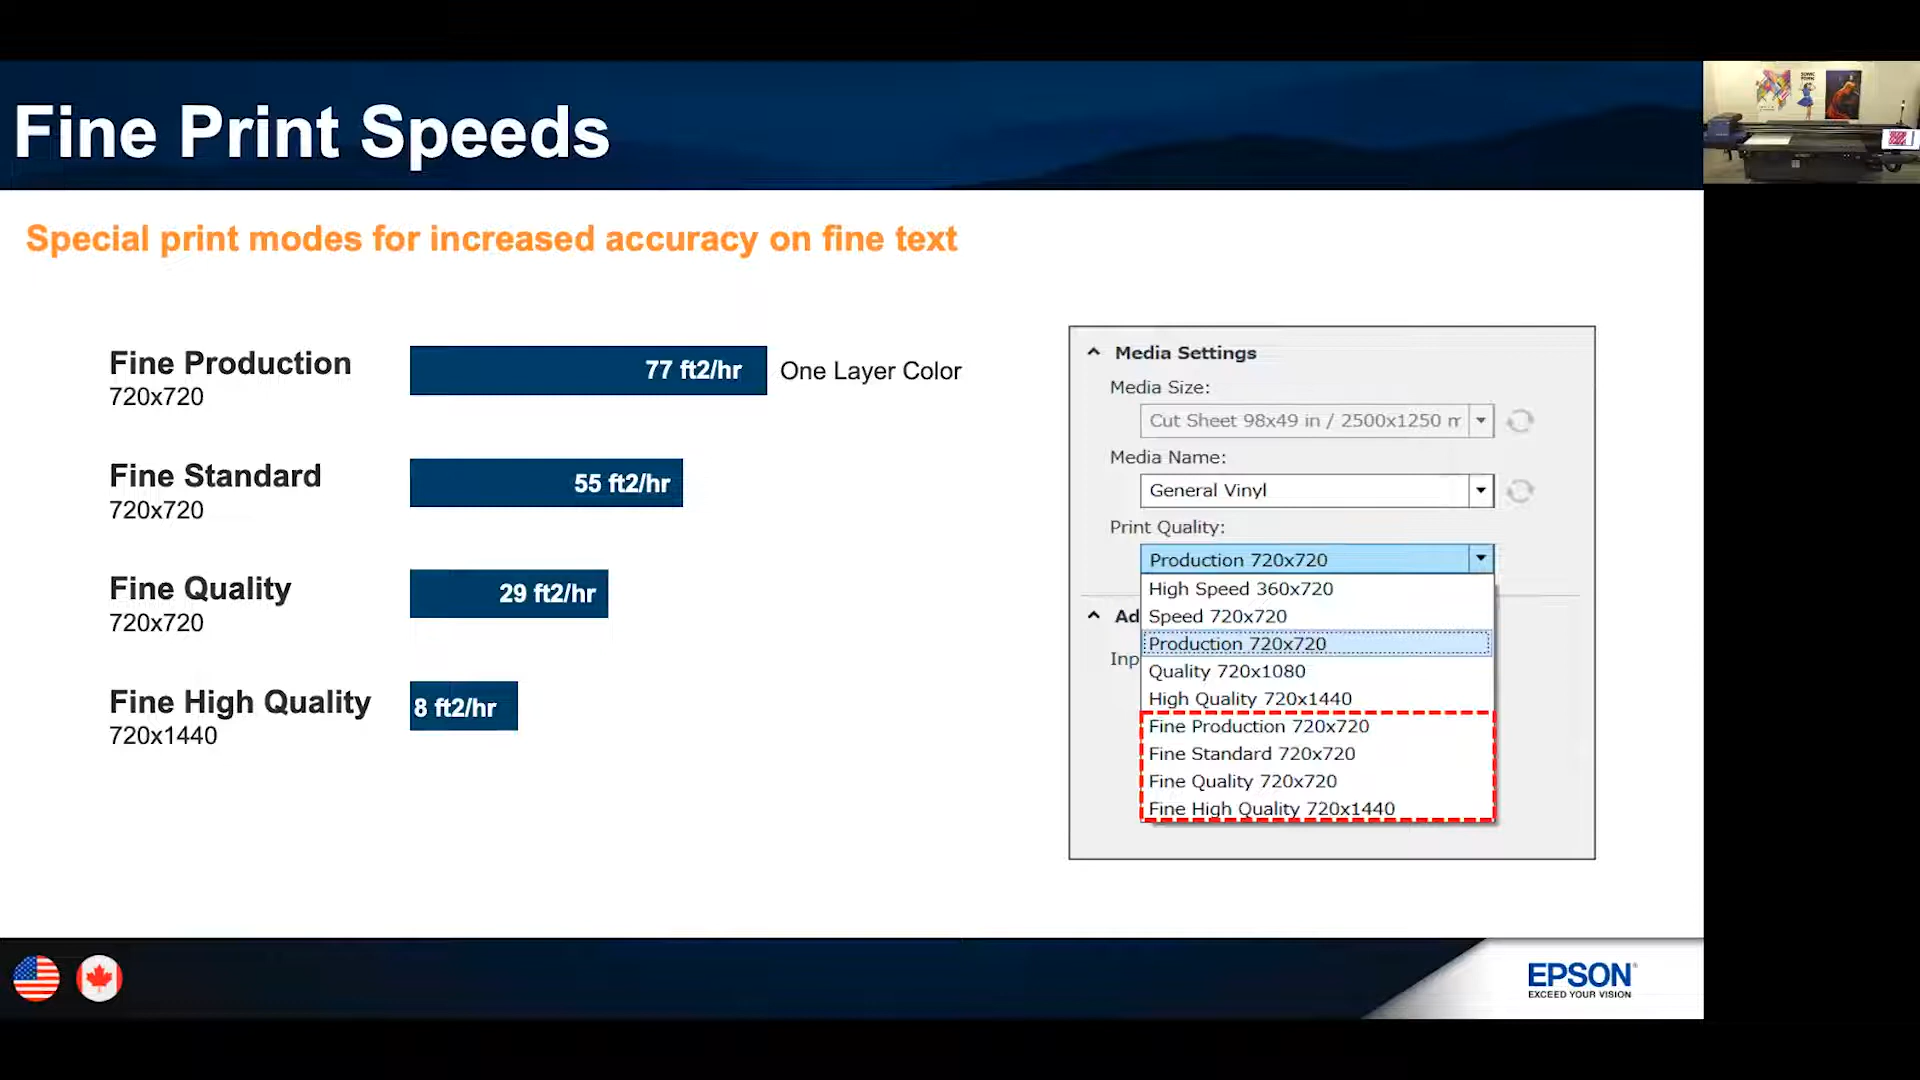 Fine Print Speeds
Special print modes for increased accuracy on fine text
Fine Production
720x720
77 ft2/hr
One Layer Color
Fine Standard
720x720
55 ft2/hr
Fine Quality
720x720
29 ft2/hr
Fine High Quality
720x1440
8 ft2/hr
Media Settings
Media Size:
Cut Sheet 98x49 in / 2500x1250 m
Media Name:
General Vinyl
Print Quality:
Production 720x720
High Speed 360x720
Ad
Speed 720x720
Production 720x720
Inp
Quality 720x1080
High Quality 720x1440
Fine Production 720x720
Fine Standard 720x720
Fine Quality 720x720
Fine High Quality 720x1440
EPSON
EXCEED YOUR VISION